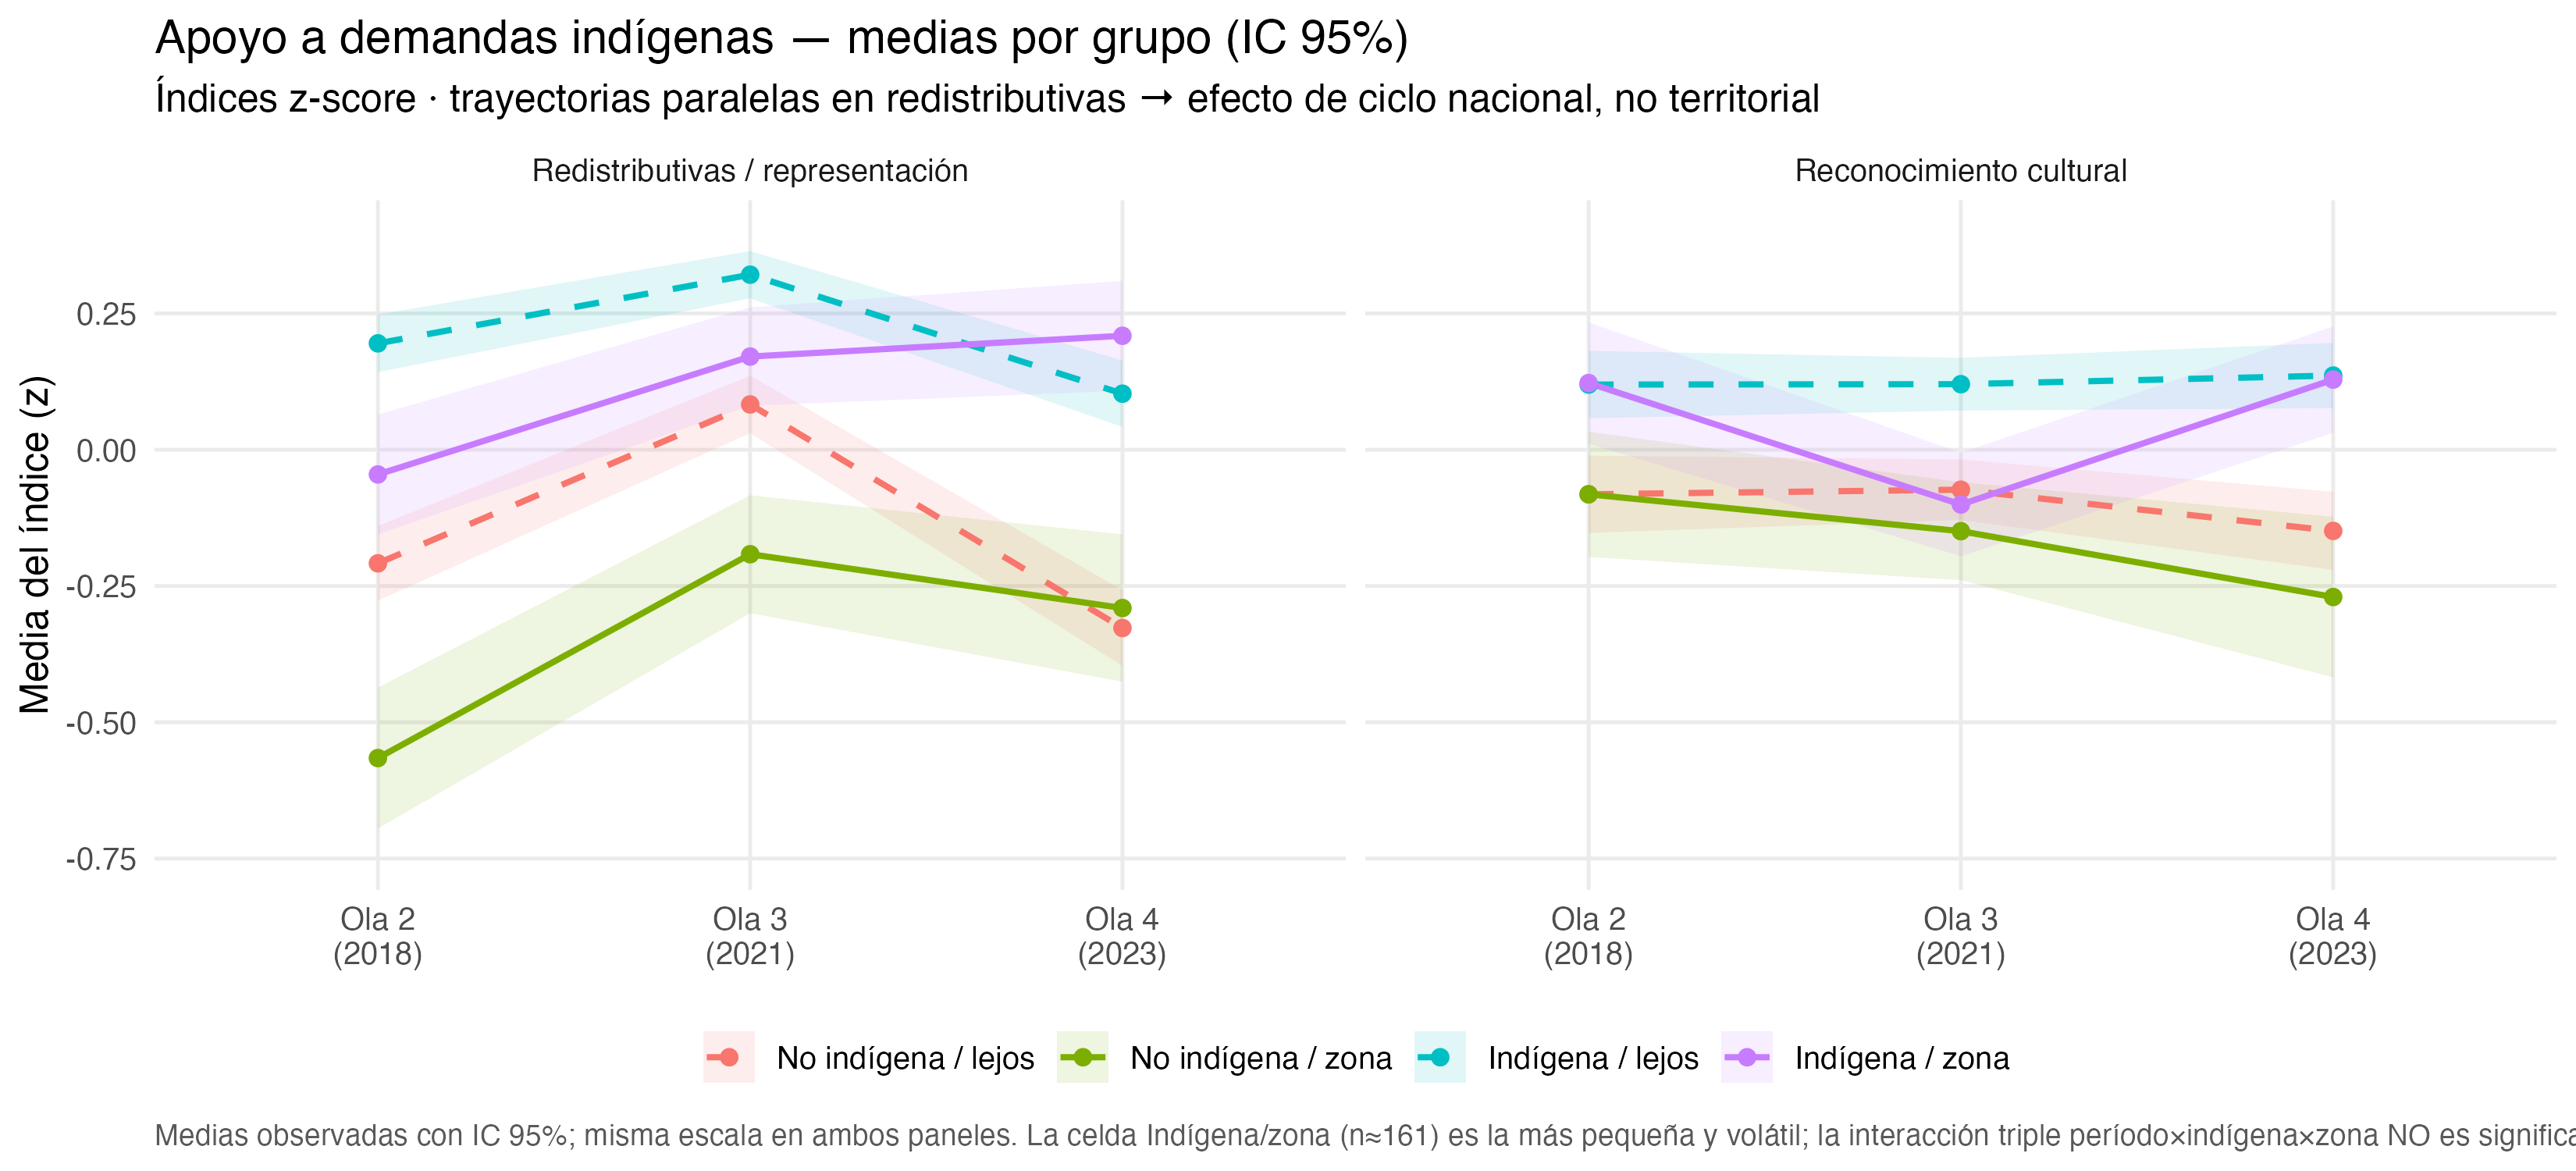 Apoyo a demandas indígenas — medias por grupo (IC 95%)
Índices z-score · trayectorias paralelas en redistributivas → efecto de ciclo nacional, no territorial
Redistributivas / representación
Reconocimiento cultural
Media del índice (z)
0.25
0.00
-0.25
-0.50
-0.75
Ola 2
(2018)
Ola 3
(2021)
Ola 4
(2023)
Ola 2
(2018)
Ola 3
(2021)
Ola 4
(2023)
No indígena / lejos
No indígena / zona
Indígena / lejos
Indígena / zona
Medias observadas con IC 95%; misma escala en ambos paneles. La celda Indígena/zona (n≈161) es la más pequeña y volátil; la interacción triple período×indígena×zona NO es